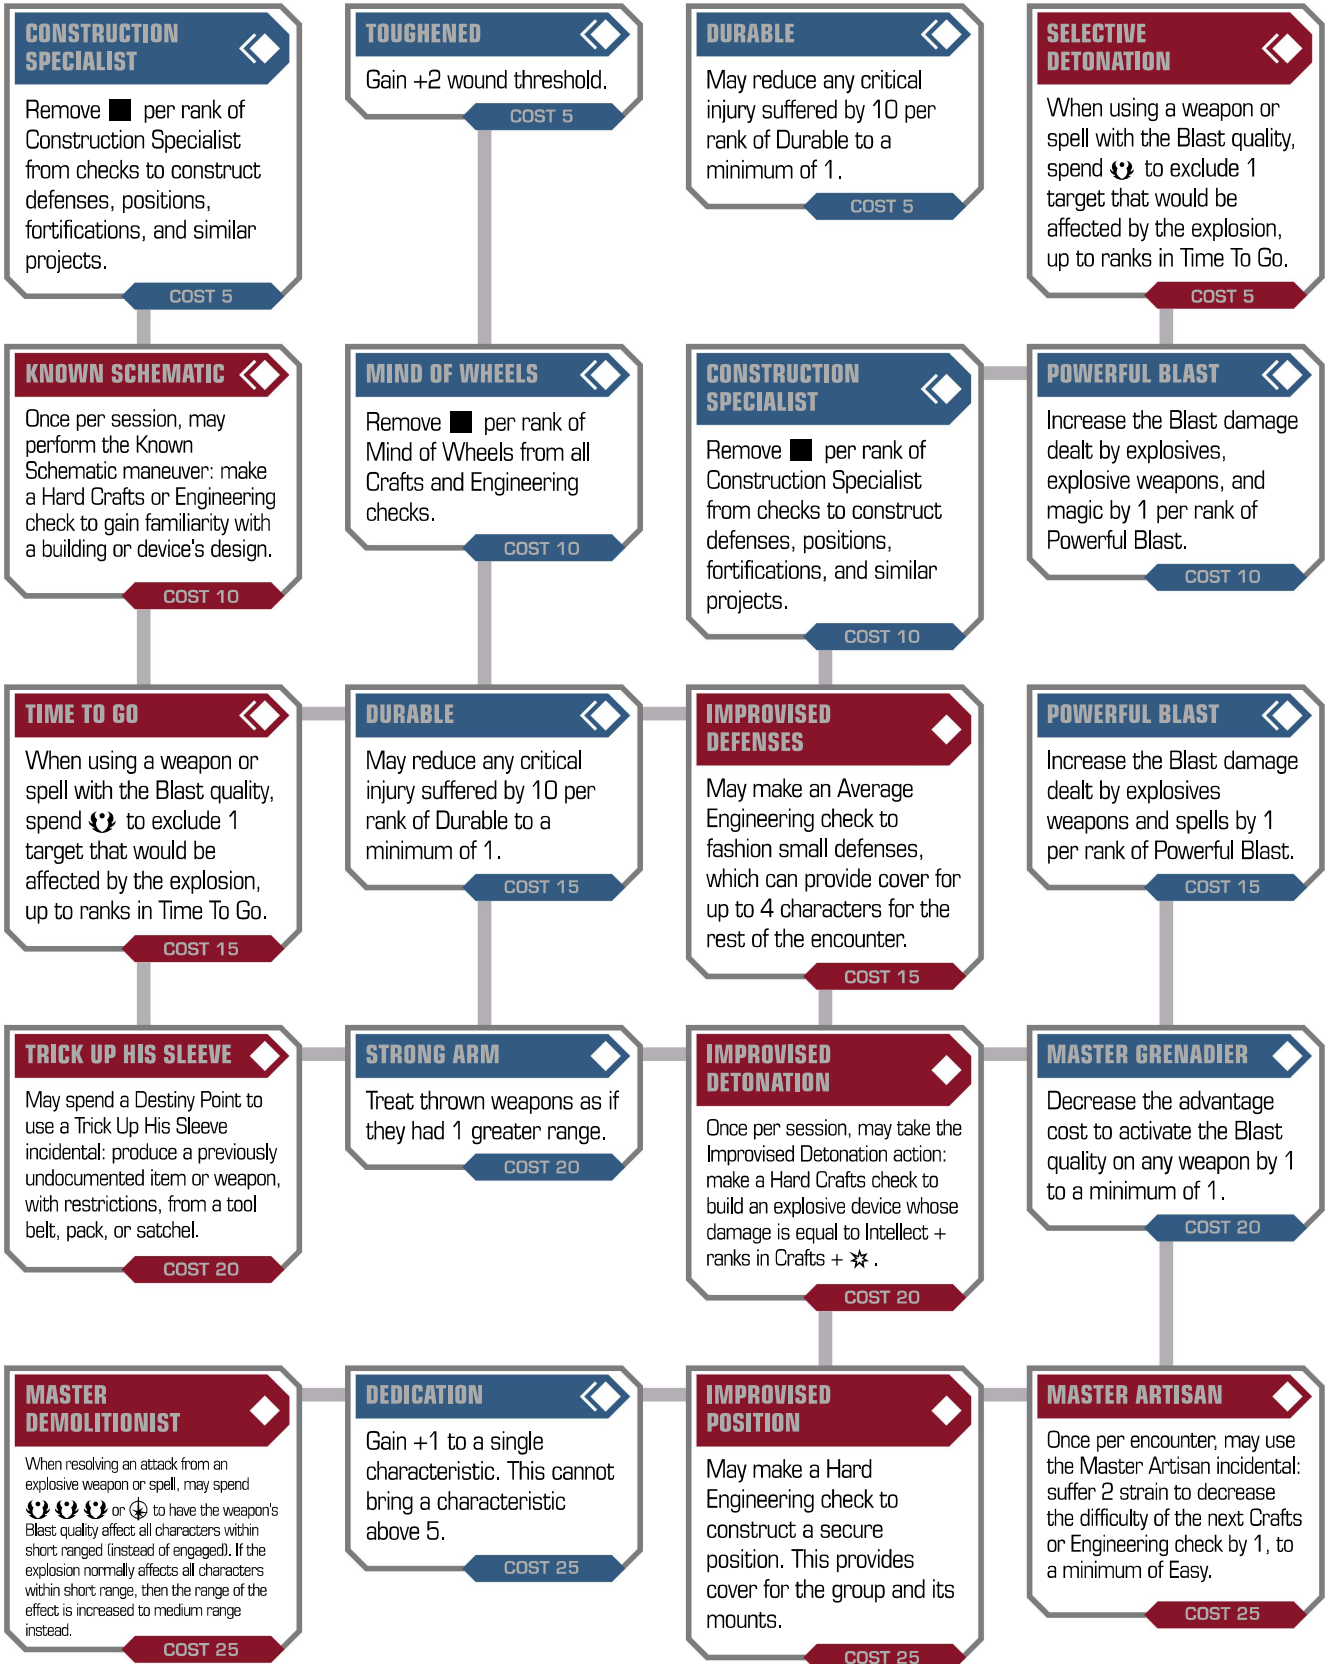 CONSTRUCTION
SPECIALIST
Remove per rank of
Construction Specialist
from checks to construct
defenses, positions,
fortifications, and similar
projects.
COST 5
TOUGHENED
Gain +2 wound threshold.
COST 5
DURABLE
May reduce any critical
injury suffered by 10 per
rank of Durable to a
minimum of 1.
COST 5
SELECTIVE
DETONATION
When using a weapon or
spell with the Blast quality,
spend to exclude 1
target that would be
affected by the explosion,
up to ranks in Time To Go.
COST 5
KNOWN SCHEMATIC
Once per session, may
perform the Known
Schematic maneuver: make
a Hard Crafts or Engineering
check to gain familiarity with
a building or device's design.
COST 10
MIND OF WHEELS
Remove per rank of
Mind of Wheels from all
Crafts and Engineering
checks.
COST 10
CONSTRUCTION
SPECIALIST
Remove per rank of
Construction Specialist
from checks to construct
defenses, positions,
fortifications, and similar
projects.
COST 10
POWERFUL BLAST
Increase the Blast damage
dealt by explosives,
explosive weapons, and
magic by 1 per rank of
Powerful Blast.
COST 10
TIME TO GO
When using a weapon or
spell with the Blast quality,
spend to exclude 1
target that would be
affected by the explosion,
up to ranks in Time To Go.
COST 15
DURABLE
May reduce any critical
injury suffered by 10 per
rank of Durable to a
minimum of 1.
COST 15
IMPROVISED
DEFENSES
May make an Average
Engineering check to
fashion small defenses,
which can provide cover for
up to 4 characters for the
rest of the encounter.
COST 15
POWERFUL BLAST
Increase the Blast damage
dealt by explosives
weapons and spells by 1
per rank of Powerful Blast.
COST 15
TRICK UP HIS SLEEVE
May spend a Destiny Point to
use a Trick Up His Sleeve
incidental: produce a previously
undocumented item or weapon,
with restrictions, from a tool
belt, pack, or satchel.
COST 20
STRONG ARM
Treat thrown weapons as if
they had 1 greater range.
COST 20
IMPROVISED
DETONATION
Once per session, may take the
Improvised Detonation action:
make a Hard Crafts check to
build an explosive device whose
damage is equal to Intellect +
ranks in Crafts + .
COST 20
MASTER GRENADIER
Decrease the advantage
cost to activate the Blast
quality on any weapon by 1
to a minimum of 1.
COST 20
MASTER
DEMOLITIONIST
When resolving an attack from an
explosive weapon or spell, may spend
or to have the weapon's
Blast quality affect all characters within
short ranged (instead of engaged). If the
explosion normally affects all characters
within short range, then the range of the
effect is increased to medium range
instead.
COST 25
DEDICATION
Gain +1 to a single
characteristic. This cannot
bring a characteristic
above 5.
COST 25
IMPROVISED
POSITION
May make a Hard
Engineering check to
construct a secure
position. This provides
cover for the group and its
mounts.
COST 25
MASTER ARTISAN
Once per encounter, may use
the Master Artisan incidental:
suffer 2 strain to decrease
the difficulty of the next Crafts
or Engineering check by 1, to
a minimum of Easy.
COST 25